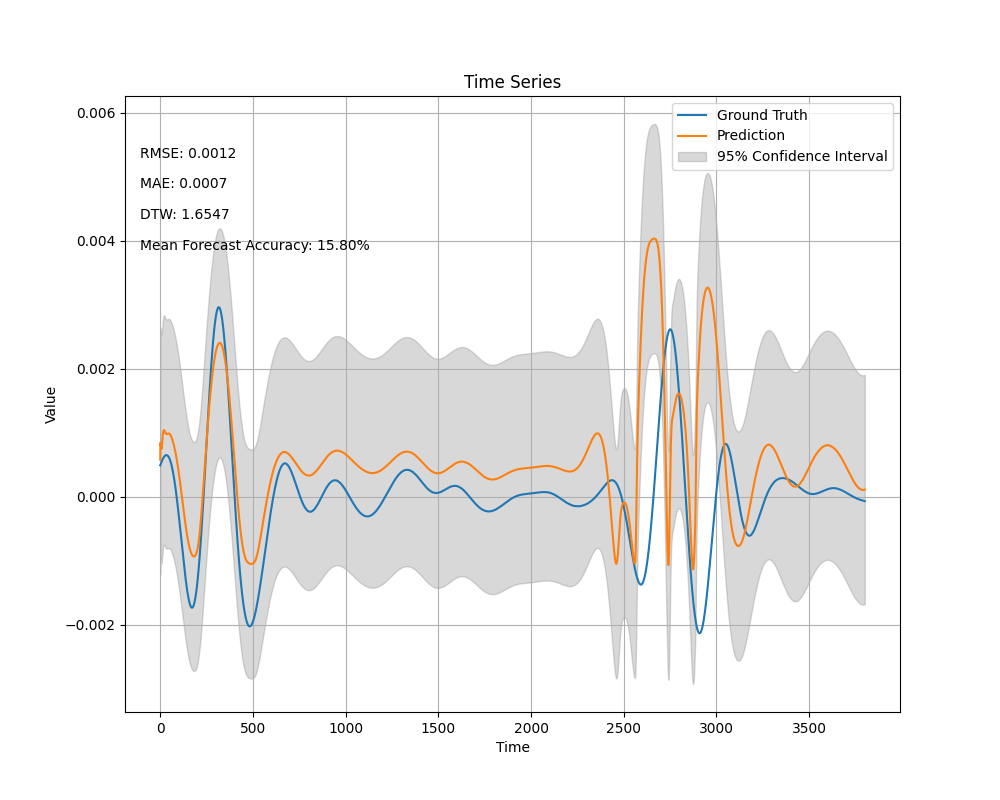 Time Series
Ground Truth
Prediction
95% Confidence Interval
RMSE: 0.0012
MAE: 0.0007
DTW: 1.6547
Mean Forecast Accuracy: 15.80%
0.006
0.004
0.002
0.000
−0.002
Value
0 500 1000 1500 2000 2500 3000 3500
Time